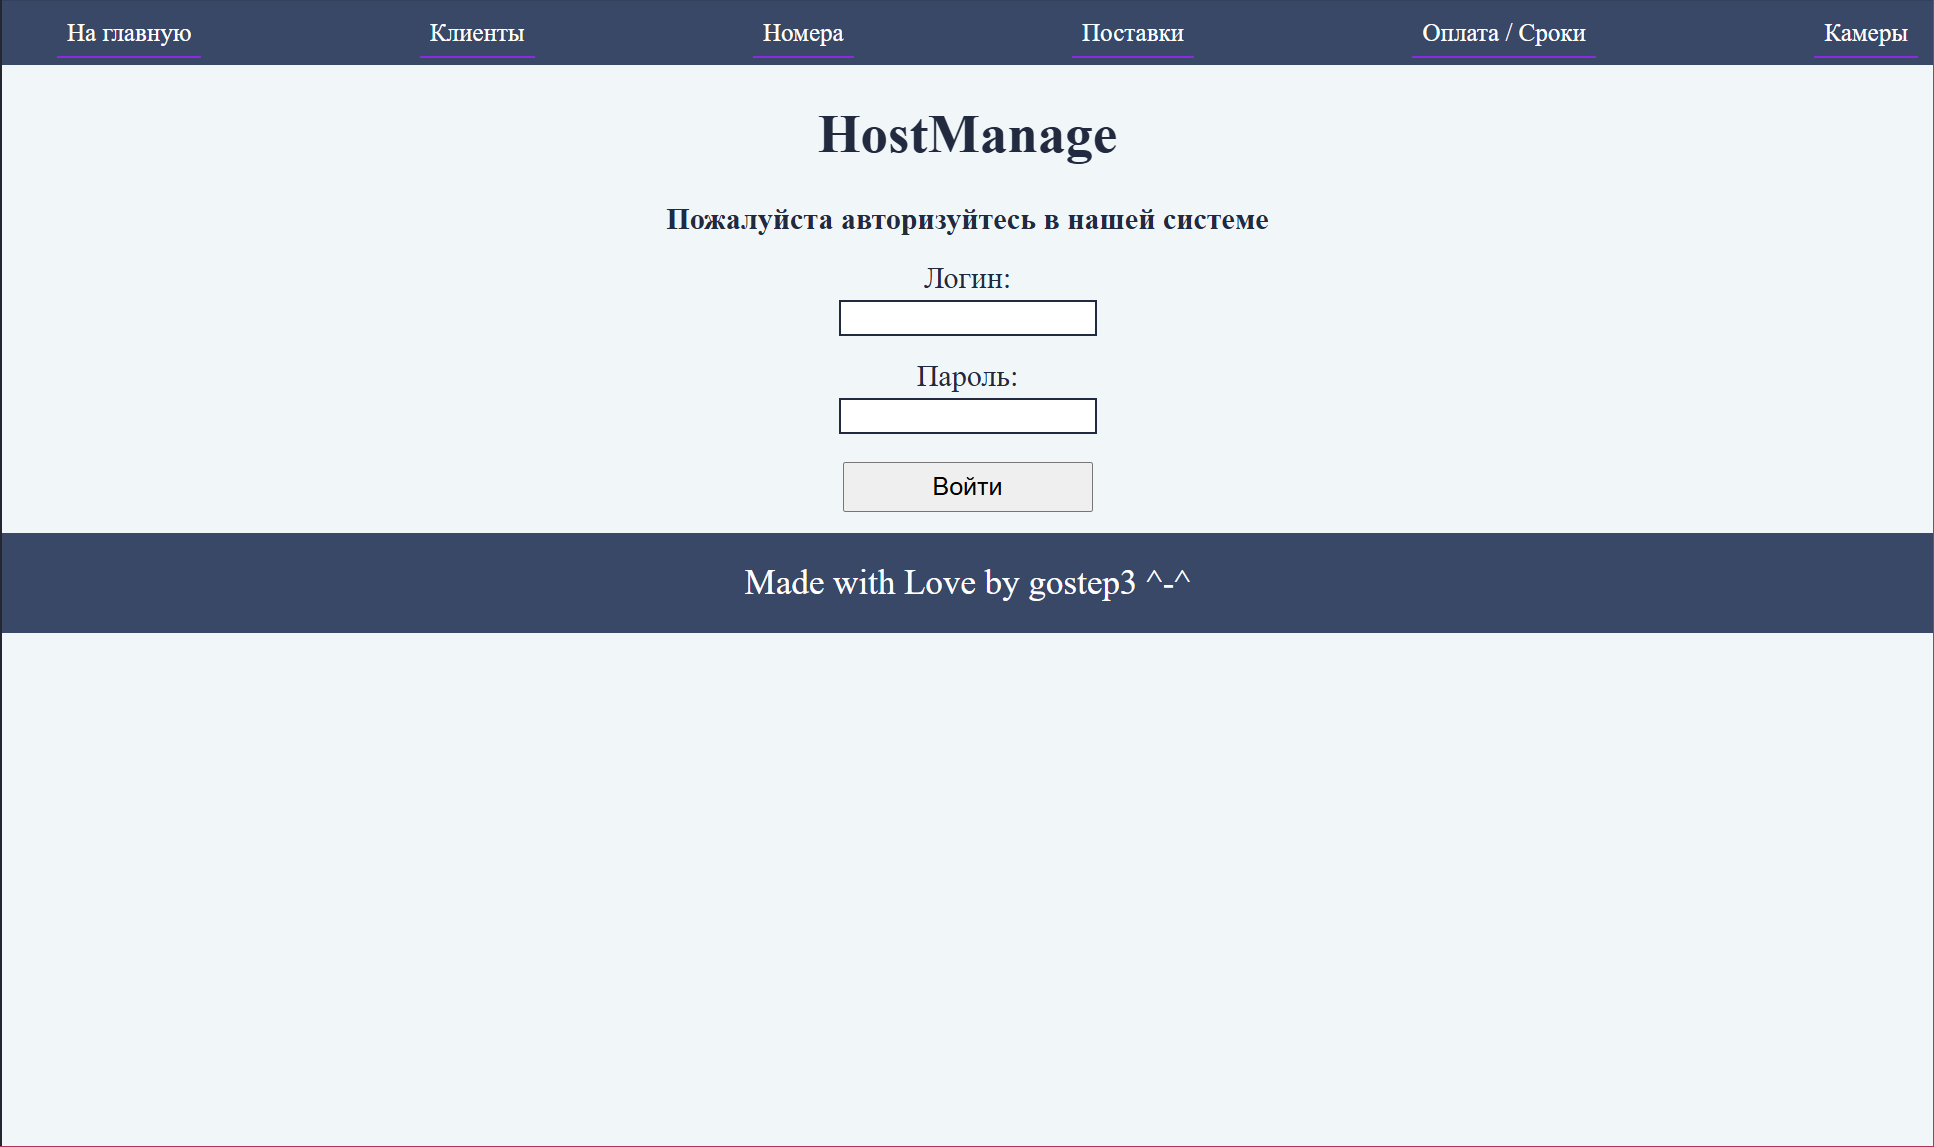 На главную Клиенты Номера Поставки Оплата / Сроки Камеры
HostManage
Пожалуйста авторизуйтесь в нашей системе
Логин:
Пароль:
Войти
Made with Love by gostep3 ^-^